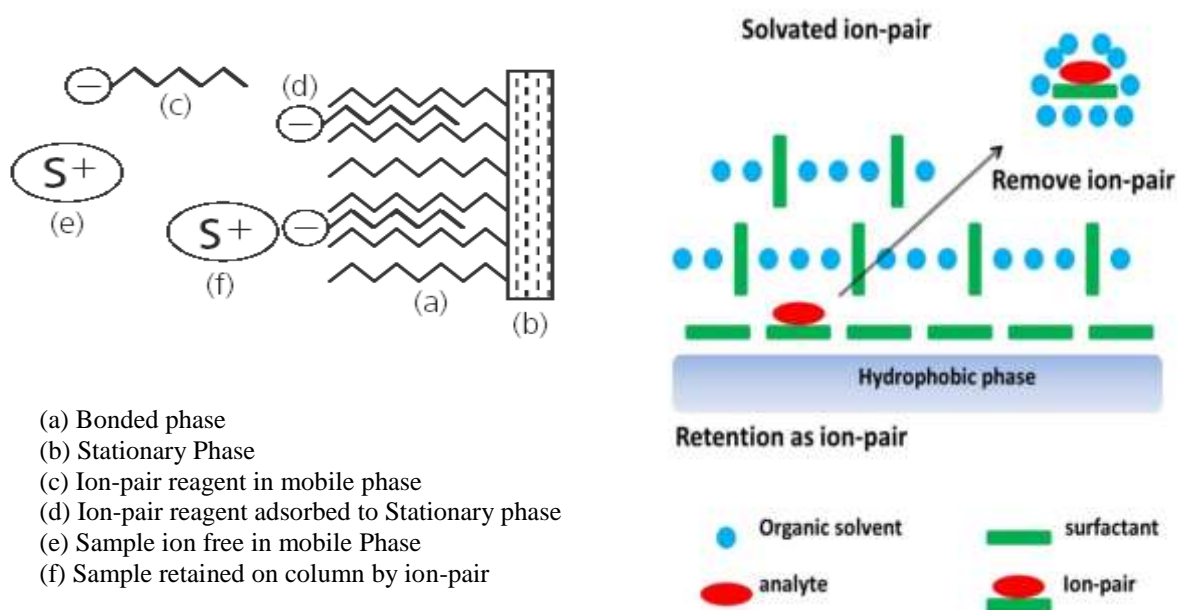 (c)
(d)
S+
(e)
S+
(f)
(a)
(b)
(a) Bonded phase
(b) Stationary Phase
(c) Ion-pair reagent in mobile phase
(d) Ion-pair reagent adsorbed to Stationary phase
(e) Sample ion free in mobile Phase
(f) Sample retained on column by ion-pair
Solvated ion-pair
Remove ion-pair
Hydrophobic phase
Retention as ion-pair
Organic solvent
surfactant
analyte
Ion-pair